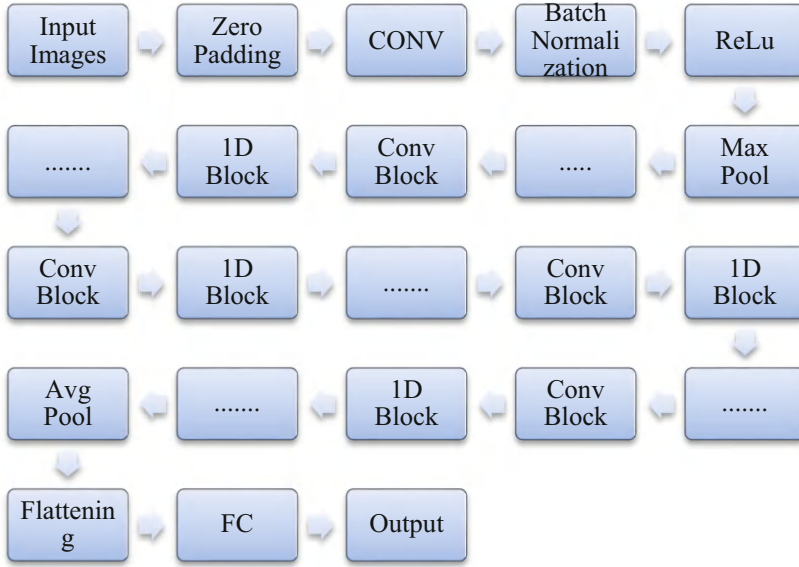 Input
Images
Zero
Padding
CONV
Batch
Normali
zation
ReLu
Max
Pool
.....
Conv
Block
1D
Block
.......
Conv
Block
1D
Block
.......
Conv
Block
1D
Block
.......
Conv
Block
1D
Block
.......
Avg
Pool
Flattenin
g
FC
Output